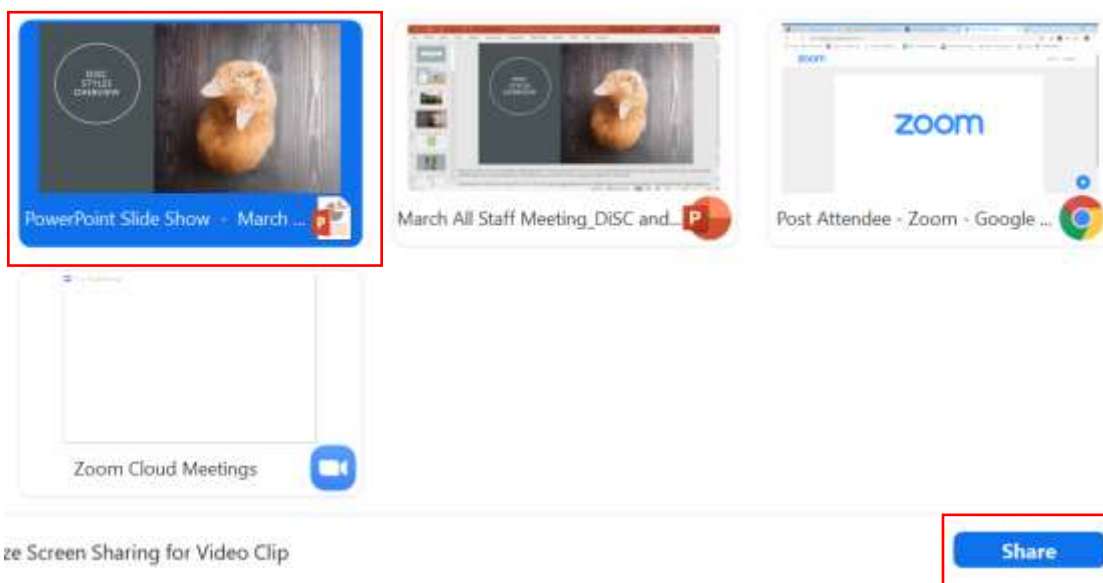 DISC
STYLES
OVERVIEW
zoom
zoom
PowerPoint Slide Show - March ...
P
March All Staff Meeting_DiSC and...
P
Post Attendee - Zoom - Google ...
Zoom Cloud Meetings
ze Screen Sharing for Video Clip
Share